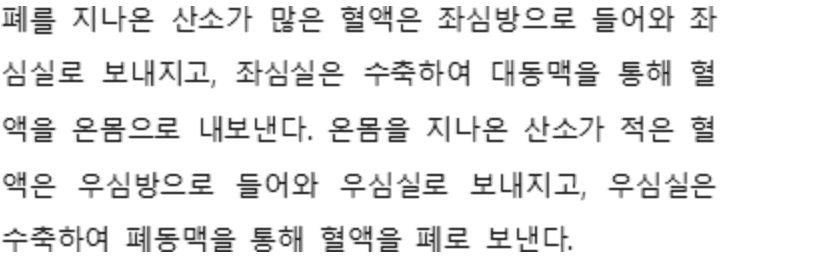 폐를 지나온 산소가 많은 혈액은 좌심방으로 들어와 좌
심실로 보내지고, 좌심실은 수축하여 대동맥을 통해 혈
액을 온몸으로 내보낸다. 온몸을 지나온 산소가 적은 혈
액은 우심방으로 들어와 우심실로 보내지고, 우심실은
수축하여 폐동맥을 통해 혈액을 폐로 보낸다.